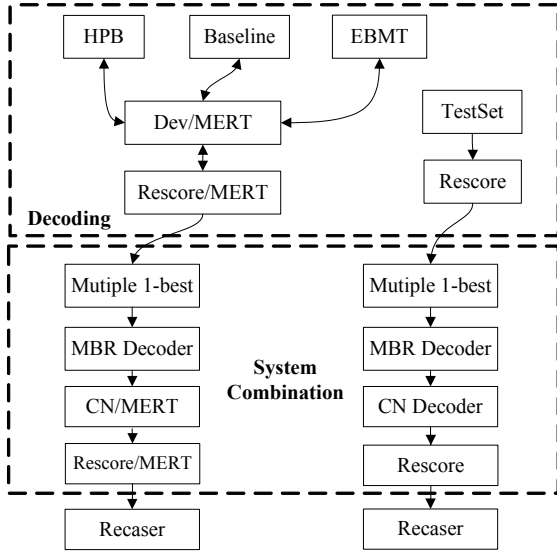 HPB
Baseline
EBMT
Dev/MERT
TestSet
Rescore/MERT
Rescore
Decoding
Mutiple 1-best
Mutiple 1-best
MBR Decoder
MBR Decoder
System
Combination
CN/MERT
CN Decoder
Rescore/MERT
Rescore
Recaser
Recaser